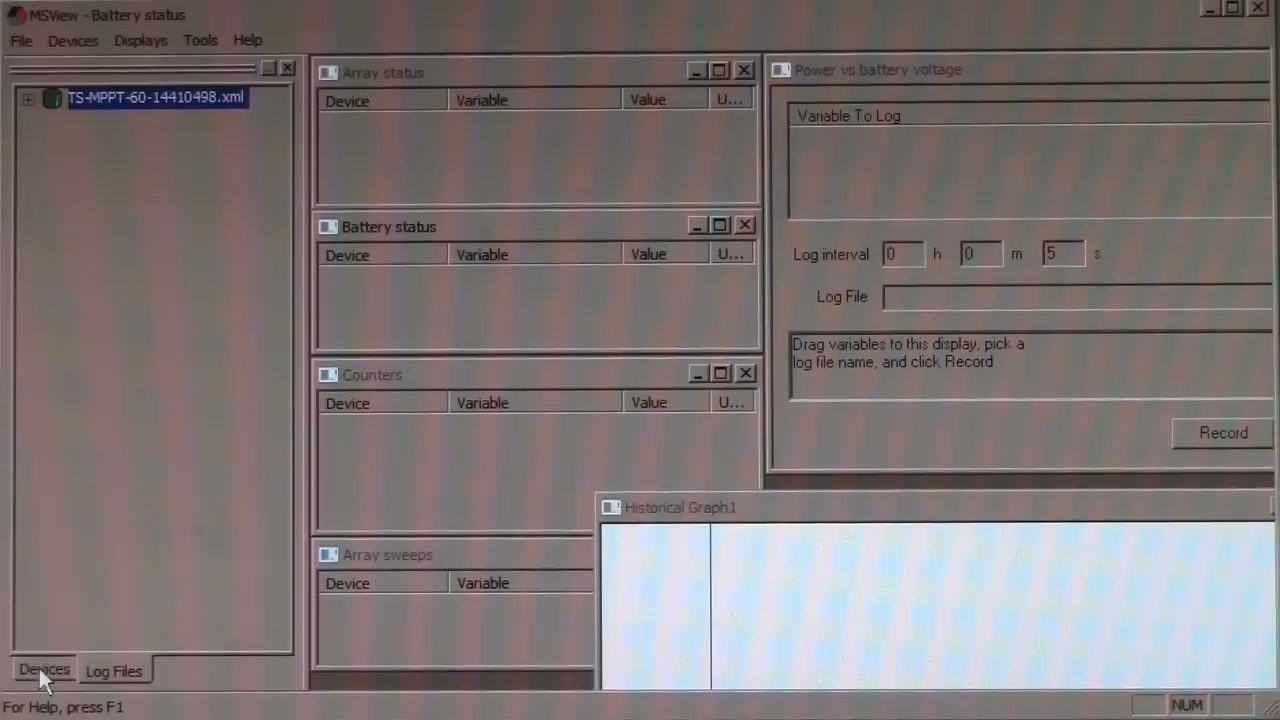 MSView - Battery status
File Devices Displays Tools Help
TS-MPPT-60-14410498.xml
Array status
Device Variable Value U...
Battery status
Device Variable Value U...
Counters
Device Variable Value U...
Array sweeps
Device Variable
Power vs battery voltage
Variable To Log
Log interval 0 h 0 m 5 s
Log File
Drag variables to this display, pick a
log file name, and click Record
Record
Historical Graph1
Devices Log Files
For Help, press F1
NUM